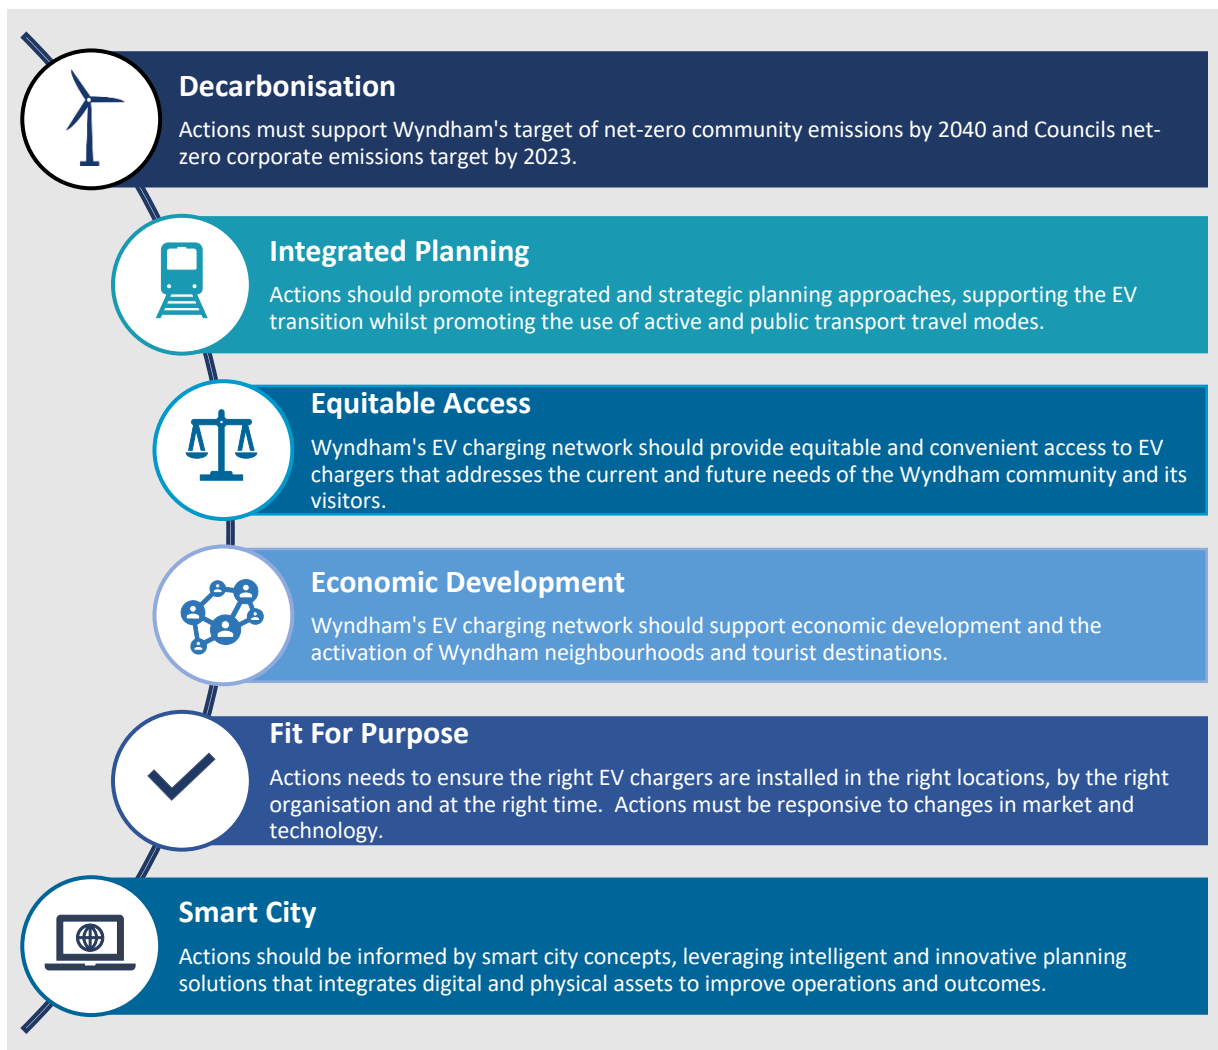 Decarbonisation
Actions must support Wyndham's target of net-zero community emissions by 2040 and Councils net-
zero corporate emissions target by 2023.
Integrated Planning
Actions should promote integrated and strategic planning approaches, supporting the EV
transition whilst promoting the use of active and public transport travel modes.
Equitable Access
Wyndham's EV charging network should provide equitable and convenient access to EV
chargers that addresses the current and future needs of the Wyndham community and its
visitors.
Economic Development
Wyndham's EV charging network should support economic development and the
activation of Wyndham neighbourhoods and tourist destinations.
Fit For Purpose
Actions needs to ensure the right EV chargers are installed in the right locations, by the right
organisation and at the right time.  Actions must be responsive to changes in market and
technology.
Smart City
Actions should be informed by smart city concepts, leveraging intelligent and innovative planning
solutions that integrates digital and physical assets to improve operations and outcomes.